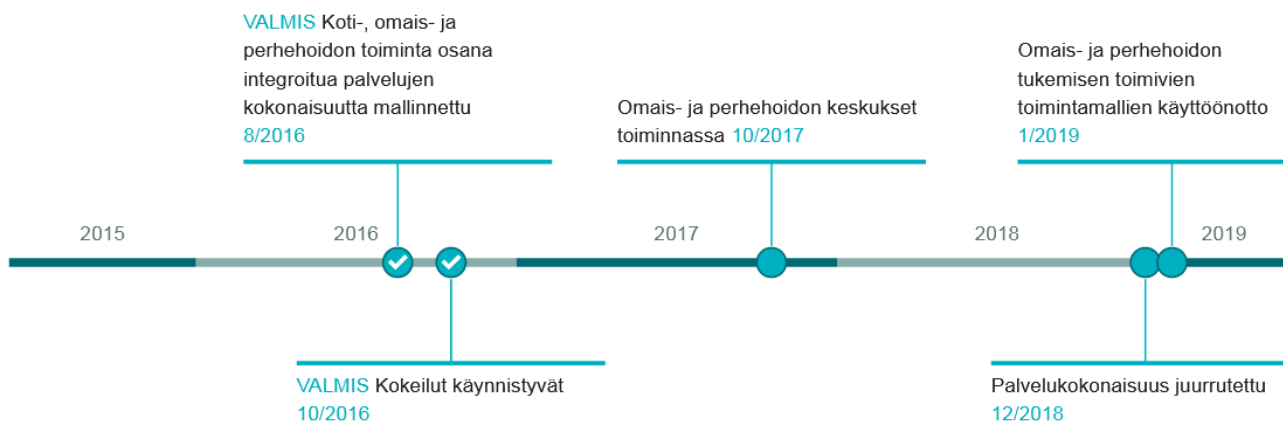 VALMIS Koti-, omais- ja
perhehoidon toiminta osana
integroitua palvelujen
kokonaisuutta mallinnettu
8/2016
Omais- ja perhehoidon keskukset
toiminnassa 10/2017
Omais- ja perhehoidon
tukemisen toimivien
toimintamallien käyttöönotto
1/2019
2015
2016
2017
2018
2019
VALMIS Kokeilut käynnistyvät
10/2016
Palvelukokonaisuus juurrutettu
12/2018